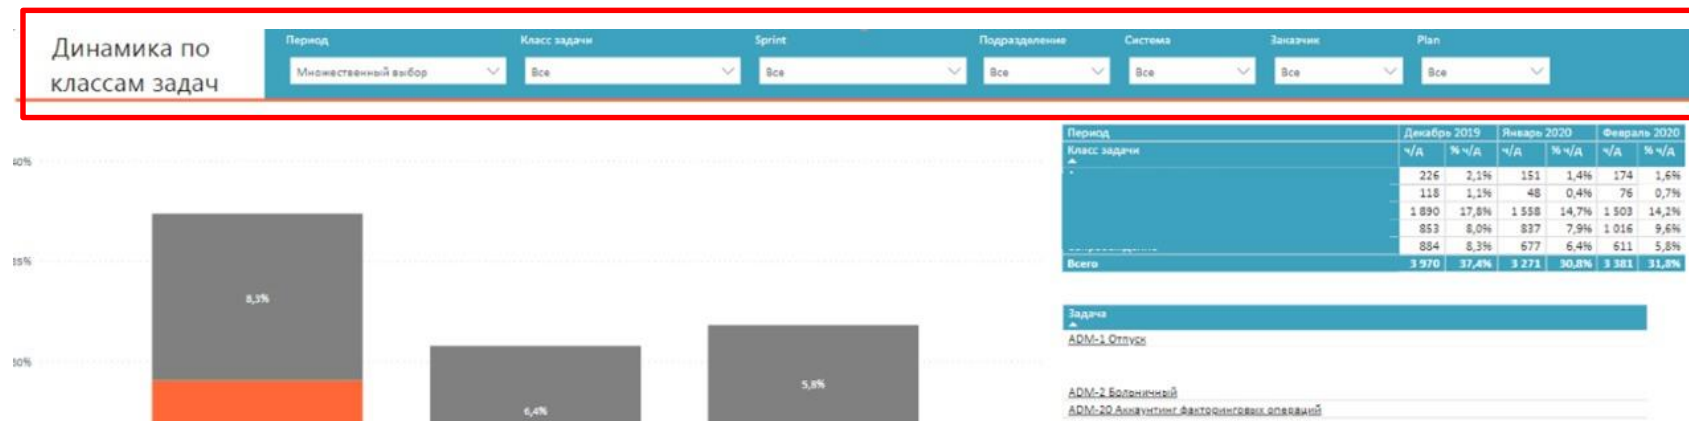 Динамика по
классам задач
Период Класс задачи Sprint Подразделение Система Заказчик Plan
Множественный выбор Все Все Все Все Все Все
40%
35%
30%
8,3%
6,4%
5,8%
Период Декабрь 2019 Январь 2020 Февраль 2020
Класс задачи ч/д % ч/д ч/д % ч/д ч/д % ч/д
226 2,1% 151 1,4% 174 1,6%
118 1,1% 48 0,4% 76 0,7%
1 890 17,8% 1 558 14,7% 1 503 14,2%
853 8,0% 837 7,9% 1 016 9,6%
884 8,3% 677 6,4% 611 5,8%
Всего 3 970 37,4% 3 271 30,8% 3 381 31,8%
Задача
ADM-1 Отпуск
ADM-2 Больничный
ADM-20 Аккаунтинг факторинговых операций